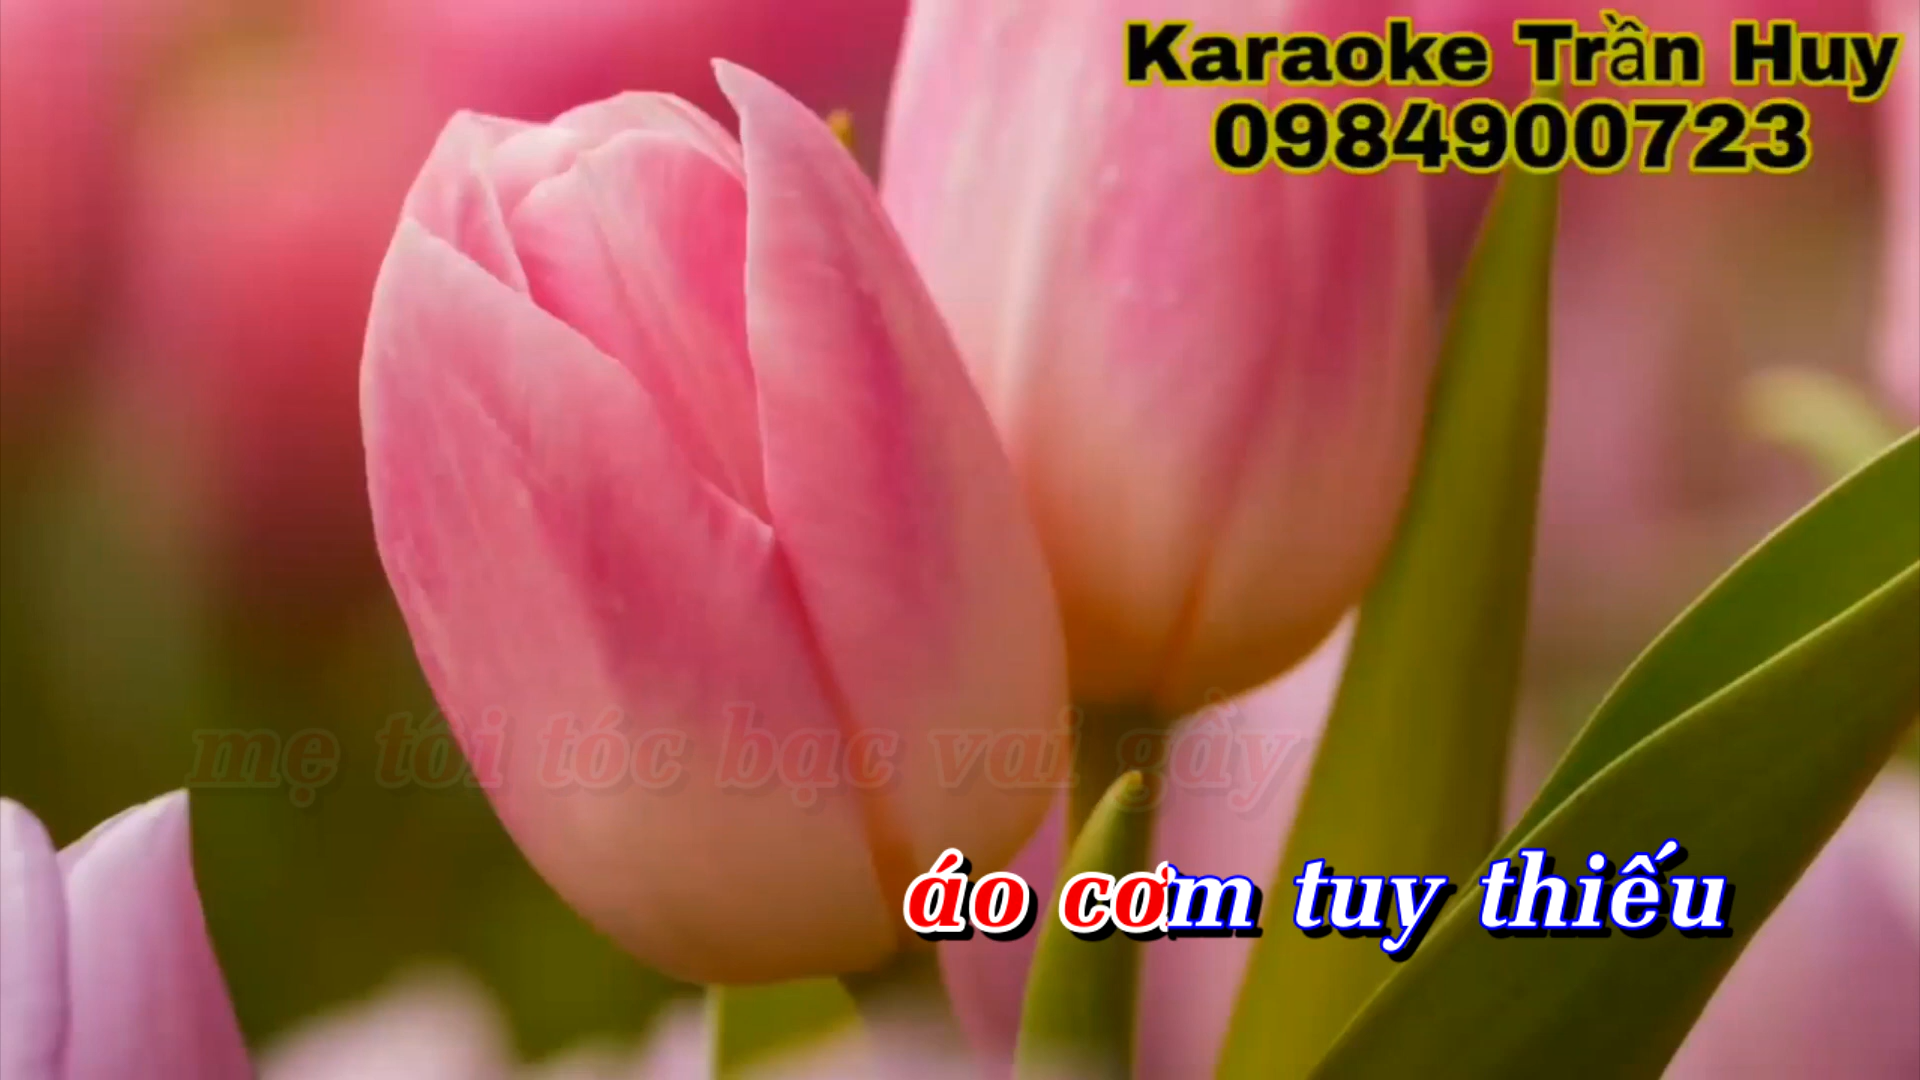 Karaoke Trần Huy
0984900723
mẹ tôi tóc bạc vai gầy
áo cơm tuy thiếu